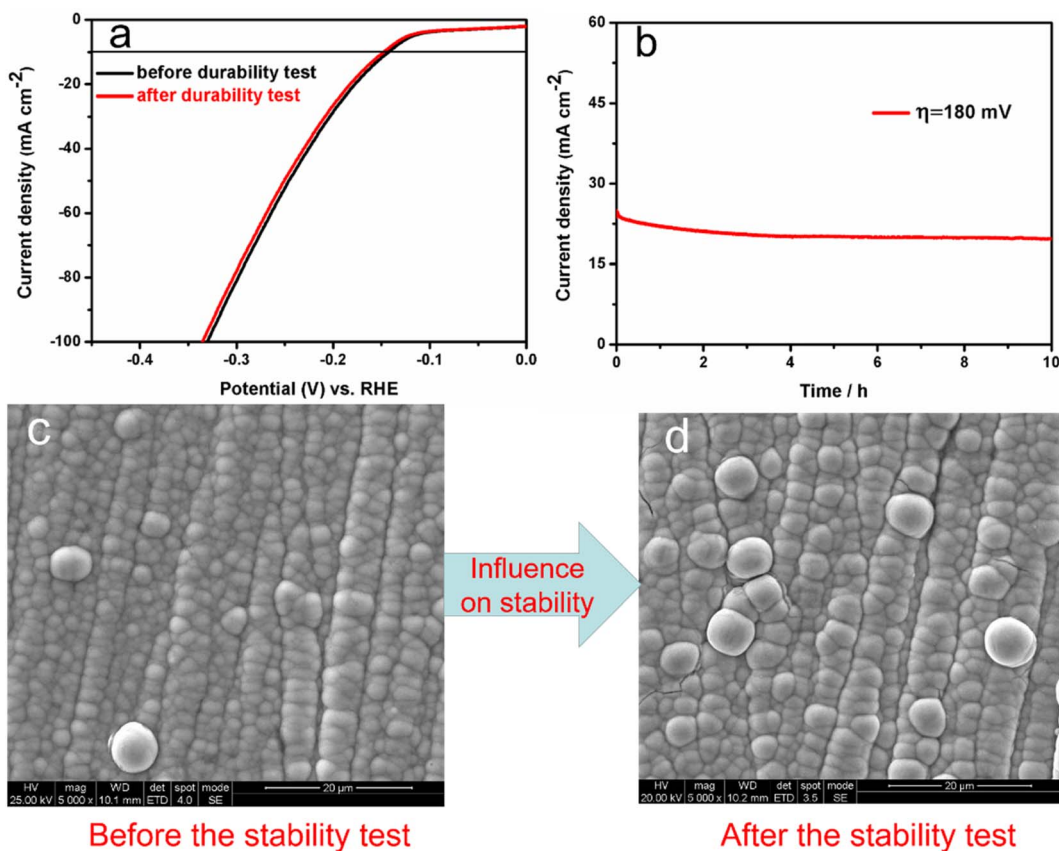 a
before durability test
after durability test
0
-20
-40
-60
-80
-100
Current density (mA cm-2)
-0.4 -0.3 -0.2 -0.1 0.0
Potential (V) vs. RHE
b
η=180 mV
60
45
30
15
0
Current density (mA cm-2)
0 2 4 6 8 10
Time / h
c
HV mag WD det spot mode
25.00 kV 5 000 x 10.1 mm ETD 4.0 SE
20 µm
Before the stability test
Influence
on stability
d
HV mag WD det spot mode
20.00 kV 5 000 x 10.2 mm ETD 3.5 SE
20 µm
After the stability test